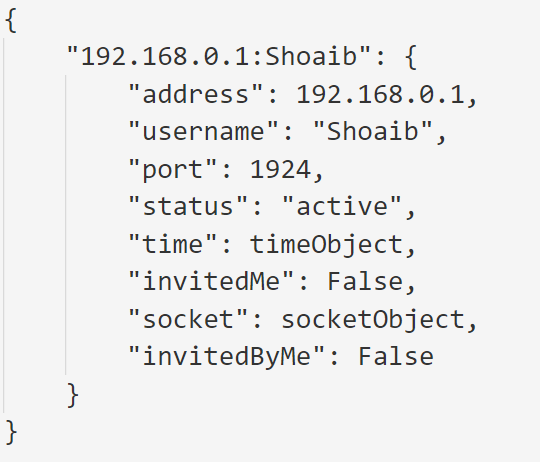 {
"192.168.0.1:Shoaib": {
"address": 192.168.0.1,
"username": "Shoaib",
"port": 1924,
"status": "active",
"time": timeObject,
"invitedMe": False,
"socket": socketObject,
"invitedByMe": False
}
}